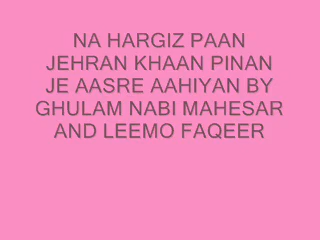 NA HARGIZ PAAN
JEHRAN KHAAN PINAN
JE AASRE AAHIYAN BY
GHULAM NABI MAHESAR
AND LEEMO FAQEER